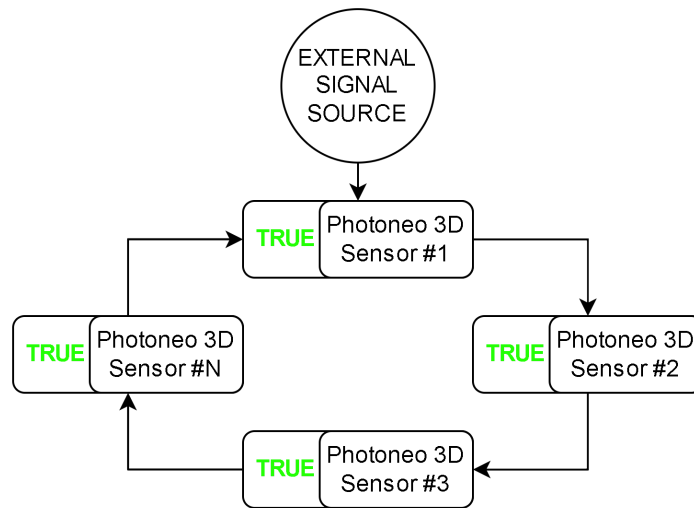 EXTERNAL
SIGNAL
SOURCE
TRUE
Photoneo 3D
Sensor #1
TRUE
Photoneo 3D
Sensor #N
TRUE
Photoneo 3D
Sensor #2
TRUE
Photoneo 3D
Sensor #3